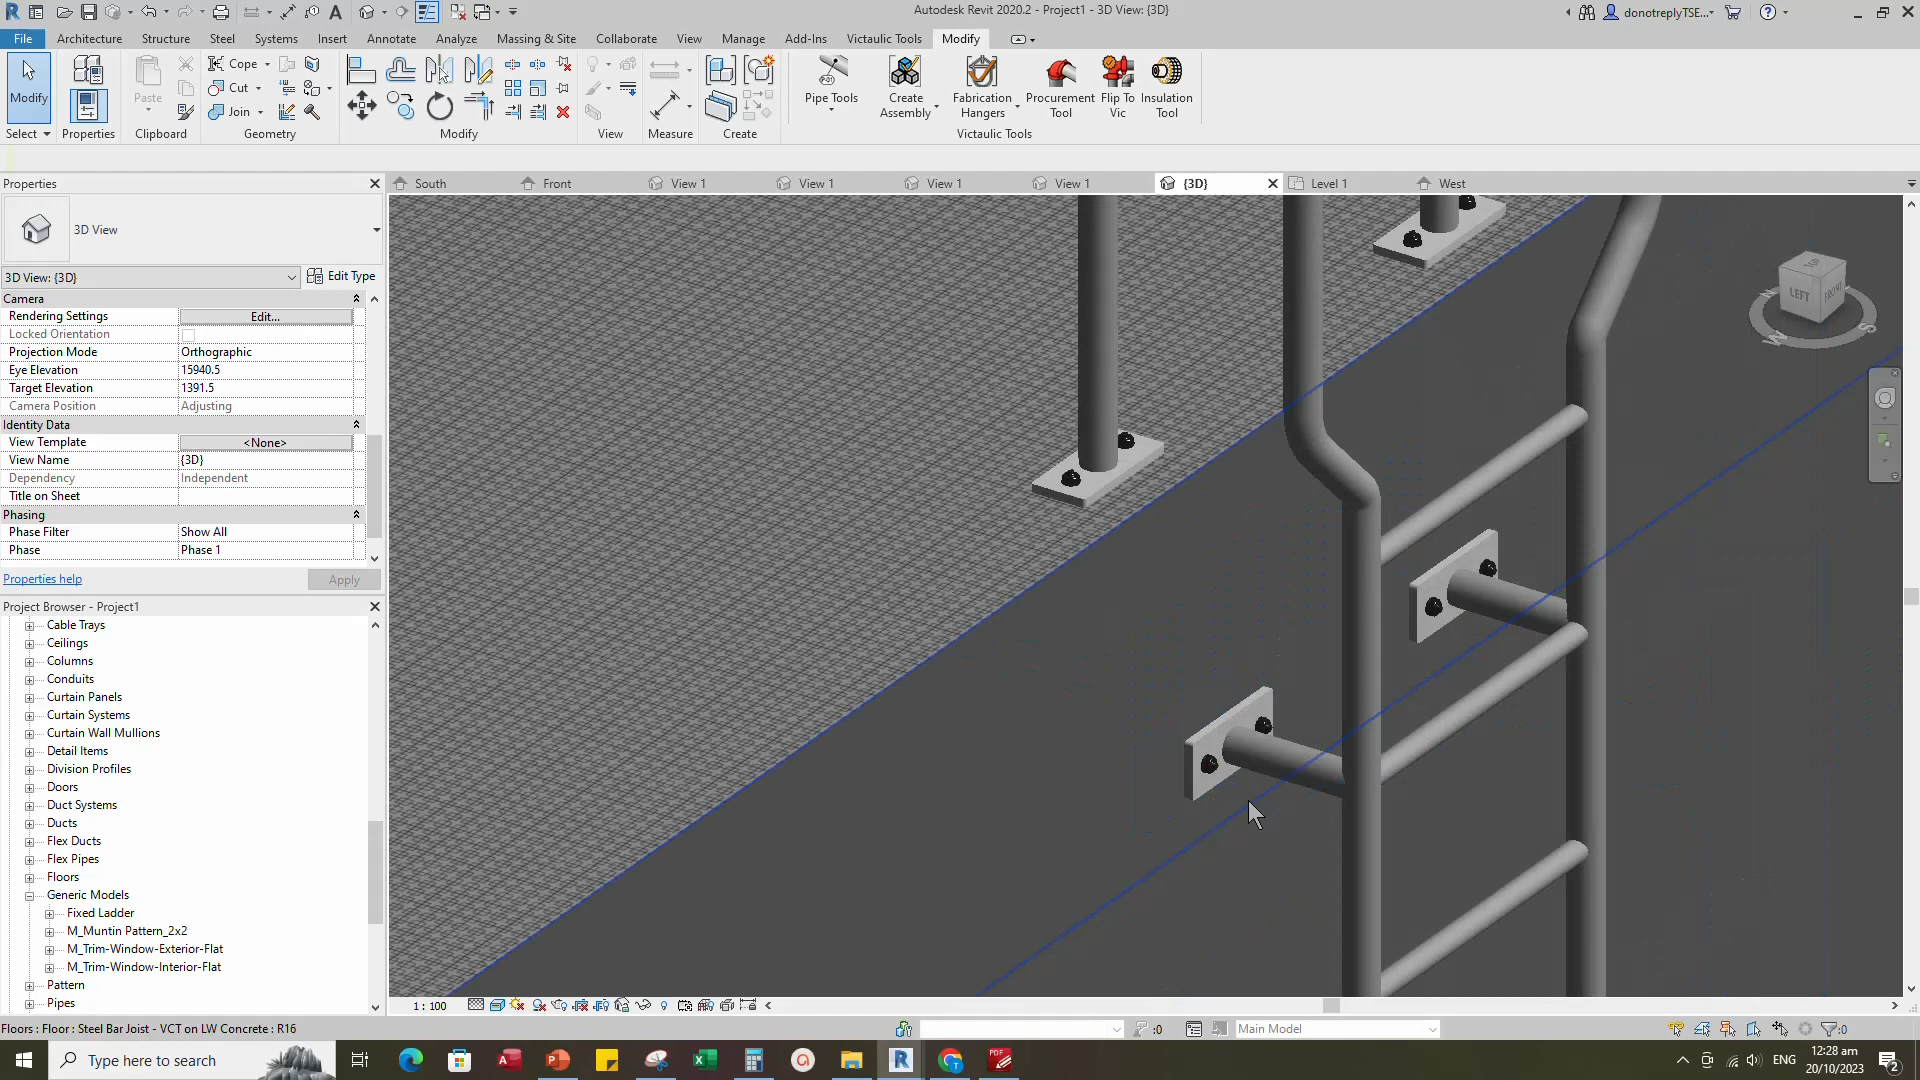 Autodesk Revit 2020.2 - Project1 - 3D View: {3D}
donotreplyTSE...
File
Architecture
Structure
Steel
Systems
Insert
Annotate
Analyze
Massing & Site
Collaborate
View
Manage
Add-Ins
Victaulic Tools
Modify
Modify
Paste
Cope
Cut
Join
Pipe Tools
Create Assembly
Fabrication Hangers
Procurement Tool
Flip To Vic
Insulation Tool
Select
Properties
Clipboard
Geometry
Modify
View
Measure
Create
Victaulic Tools
Properties
South
Front
View 1
View 1
View 1
View 1
{3D}
Level 1
West
3D View
3D View: {3D}
Edit Type
Camera
Rendering Settings Edit...
Locked Orientation
Projection Mode Orthographic
Eye Elevation 15940.5
Target Elevation 1391.5
Camera Position Adjusting
Identity Data
View Template <None>
View Name {3D}
Dependency Independent
Title on Sheet
Phasing
Phase Filter Show All
Phase Phase 1
Properties help
Apply
TOP
LEFT
FRONT
W
S
Project Browser - Project1
Cable Trays
Ceilings
Columns
Conduits
Curtain Panels
Curtain Systems
Curtain Wall Mullions
Detail Items
Division Profiles
Doors
Duct Systems
Ducts
Flex Ducts
Flex Pipes
Floors
Generic Models
Fixed Ladder
M_Muntin Pattern_2x2
M_Trim-Window-Exterior-Flat
M_Trim-Window-Interior-Flat
Pattern
Pipes
1 : 100
Floors : Floor : Steel Bar Joist - VCT on LW Concrete : R16
:0
Main Model
:0
Type here to search
ENG
12:28 am
20/10/2023
2